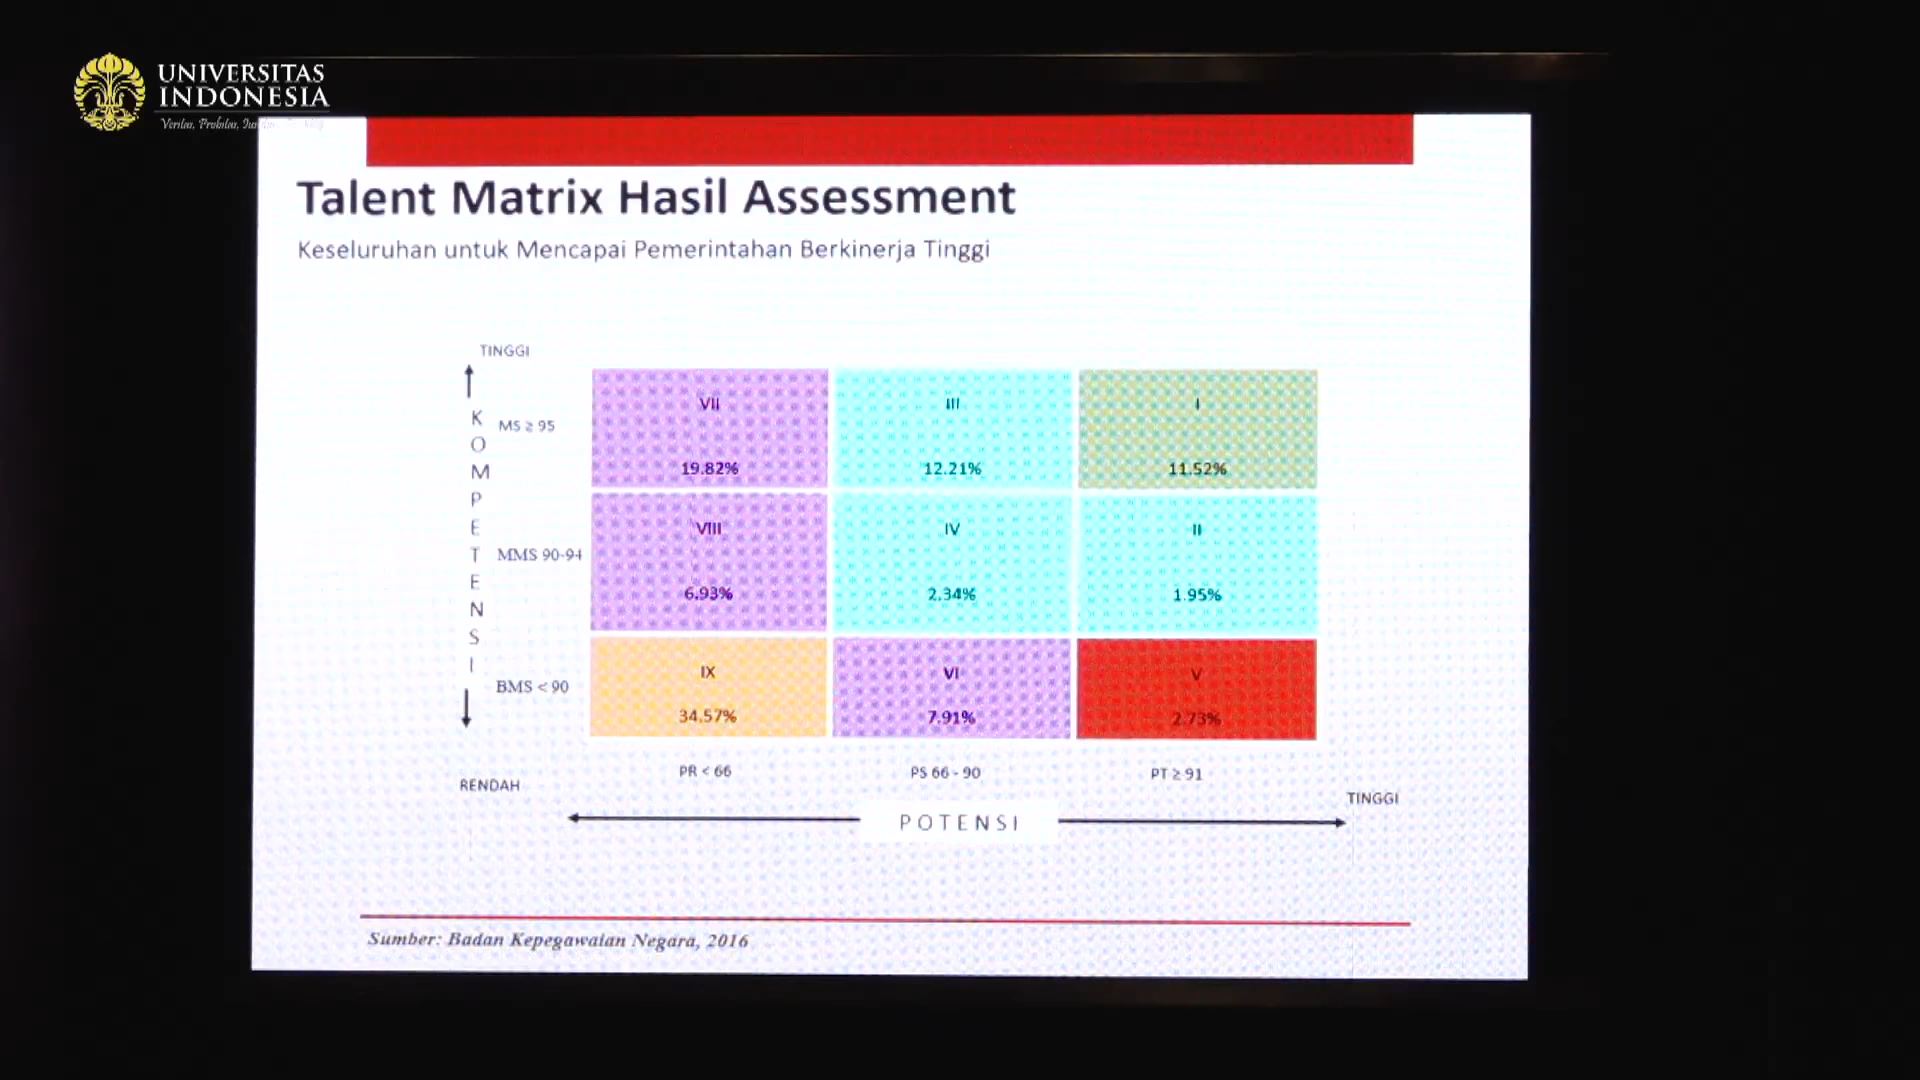 UNIVERSITAS
INDONESIA
Talent Matrix Hasil Assessment
Keseluruhan untuk Mencapai Pemerintahan Berkinerja Tinggi
TINGGI
KOMPETENSI
MS ≥ 95
VII
III
I
19.82%
12.21%
11.52%
MMS 90-94
VIII
IV
II
6.93%
2.34%
1.95%
BMS < 90
IX
VI
V
34.57%
7.91%
2.73%
PR < 66
PS 66 - 90
PT ≥ 91
RENDAH
TINGGI
POTENSI
Sumber: Badan Kepegawaian Negara, 2016